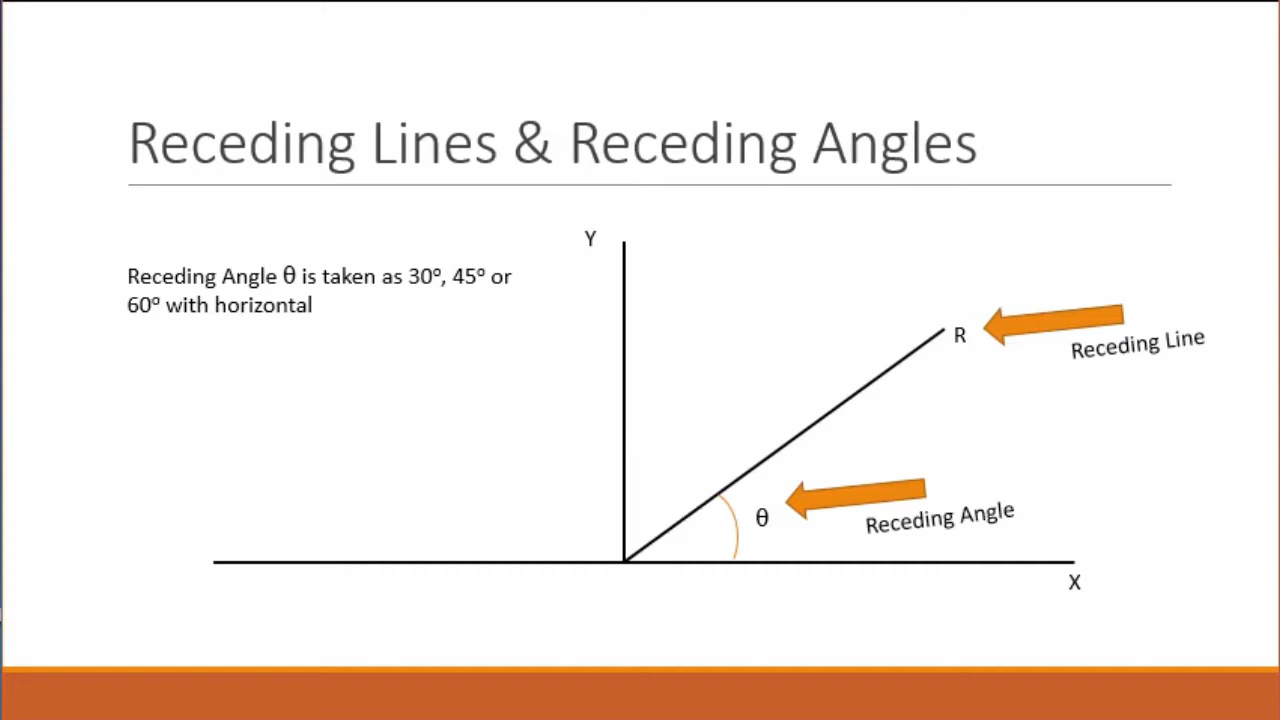 Receding Lines & Receding Angles
Y
Receding Angle θ is taken as 30º, 45º or
60º with horizontal
R
Receding Line
θ
Receding Angle
X